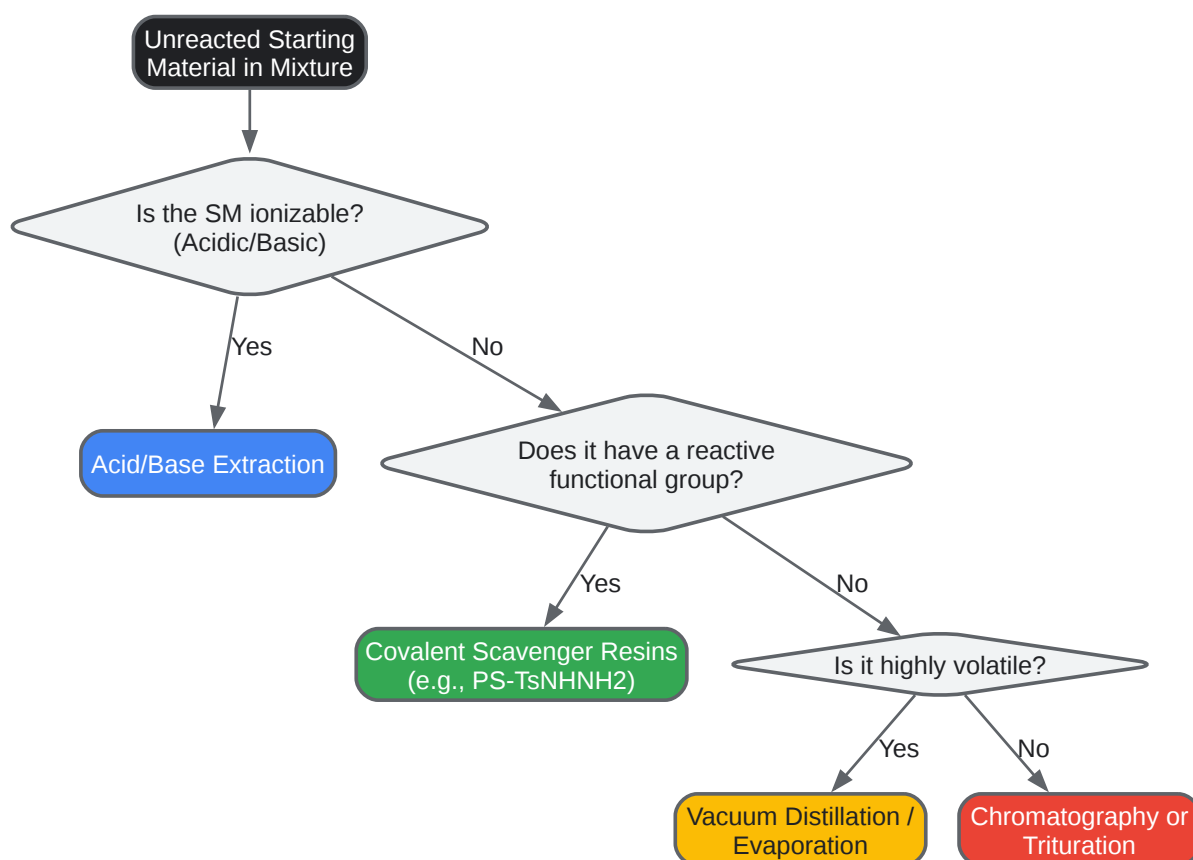 Unreacted Starting
Material in Mixture
Is the SM ionizable?
(Acidic/Basic)
Yes
No
Acid/Base Extraction
Does it have a reactive
functional group?
Yes
No
Covalent Scavenger Resins
(e.g., PS-TsNHNH2)
Is it highly volatile?
Yes
No
Vacuum Distillation /
Evaporation
Chromatography or
Trituration